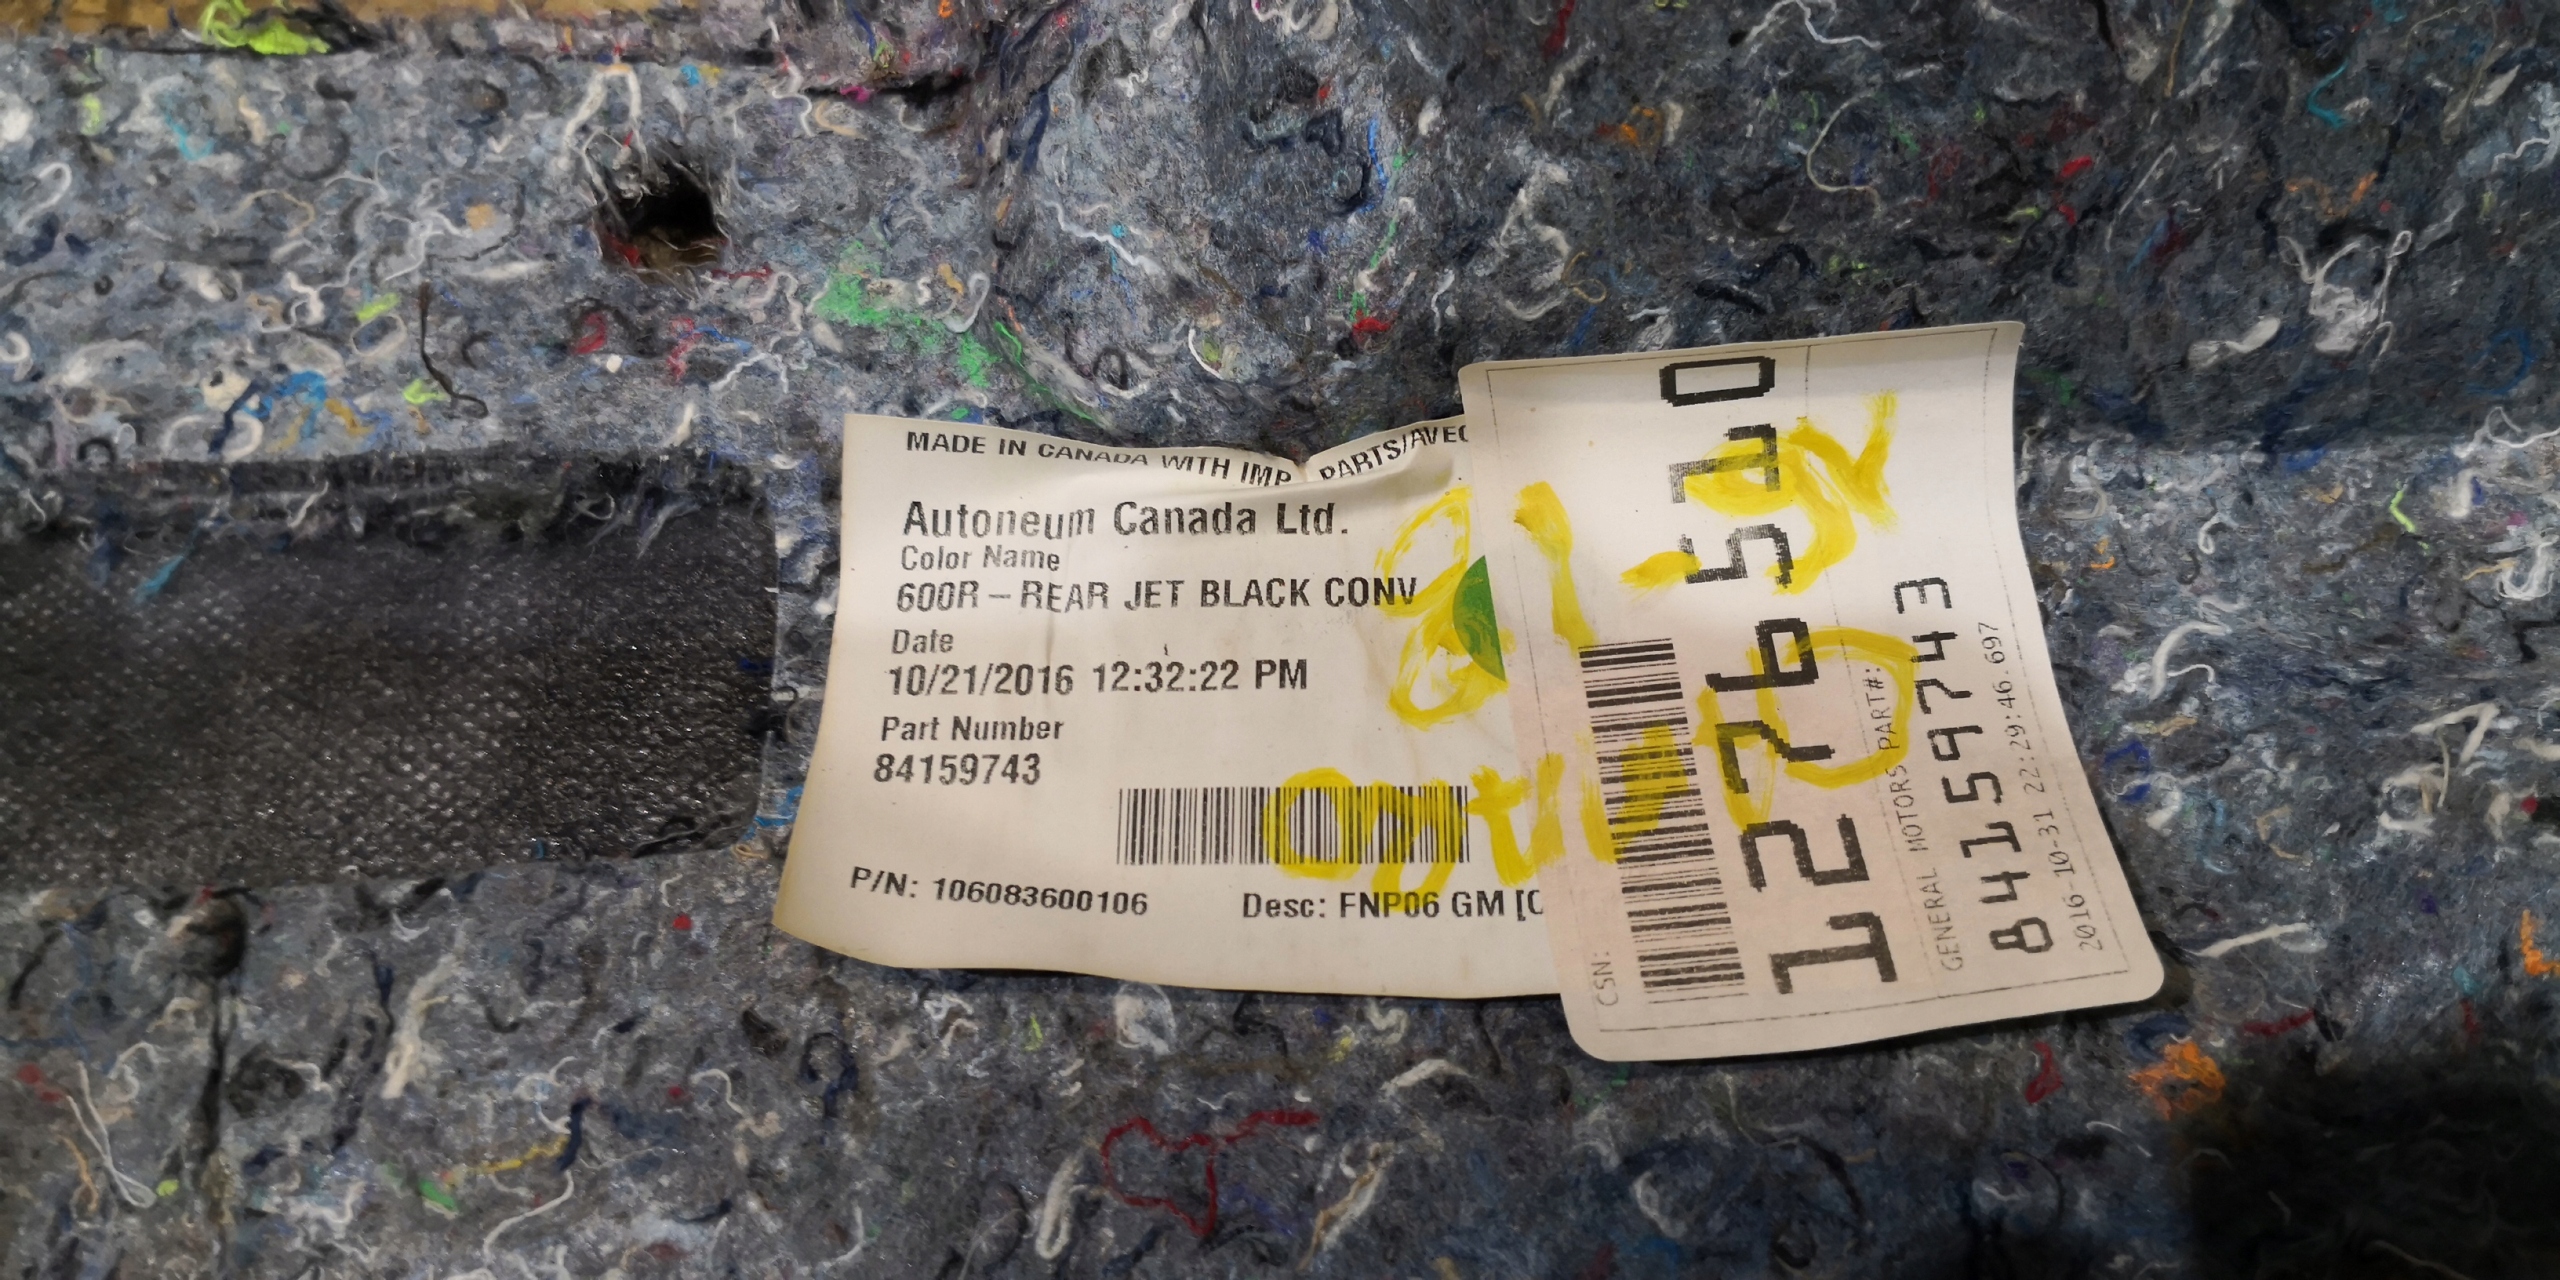 MADE IN CANADA WITH IMP PARTS/AVEC
Autoneum Canada Ltd.
Color Name
600R – REAR JET BLACK CONV
Date
10/21/2016 12:32:22 PM
Part Number
84159743
P/N: 106083600106
Desc: FNP06 GM [C
CSN:
12765510
GENERAL MOTORS PART#:
84159743
2016-10-31 22:29:46.697